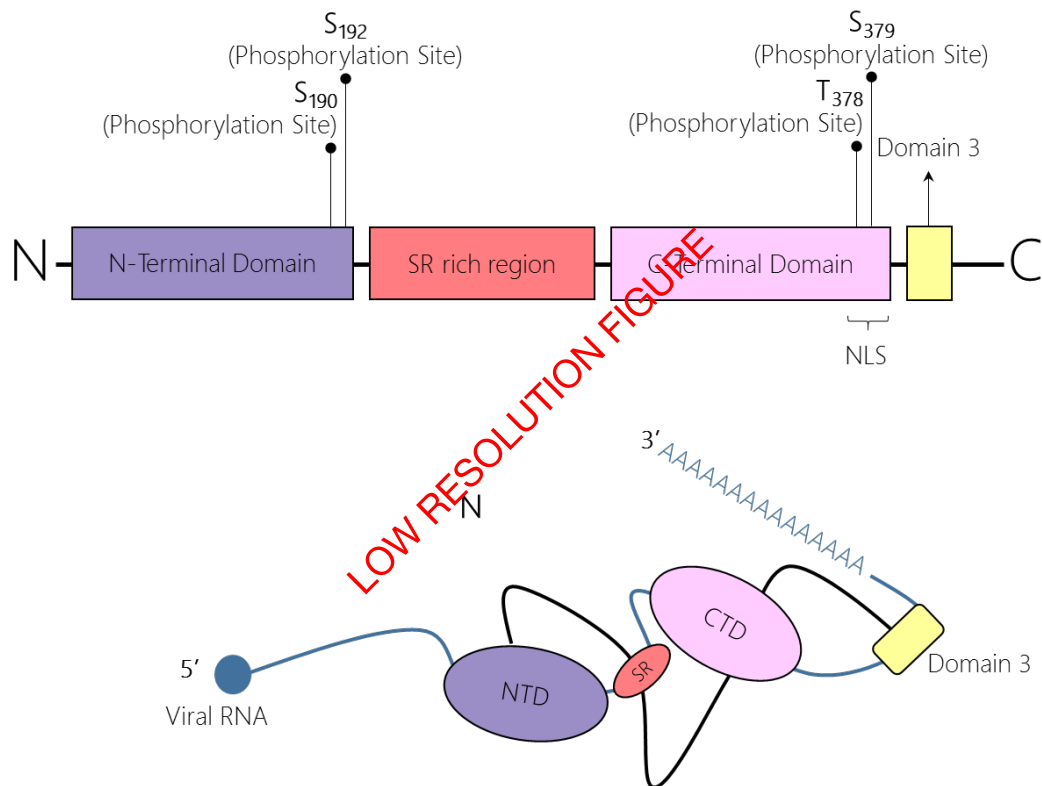 S192
(Phosphorylation Site)
S190
(Phosphorylation Site)
S379
(Phosphorylation Site)
T378
(Phosphorylation Site)
Domain 3
N
N-Terminal Domain
SR rich region
C-Terminal Domain
C
NLS
LOW RESOLUTION FIGURE
3’
AAAAAAAAAAAAAAA
N
5’
Viral RNA
NTD
SR
CTD
Domain 3